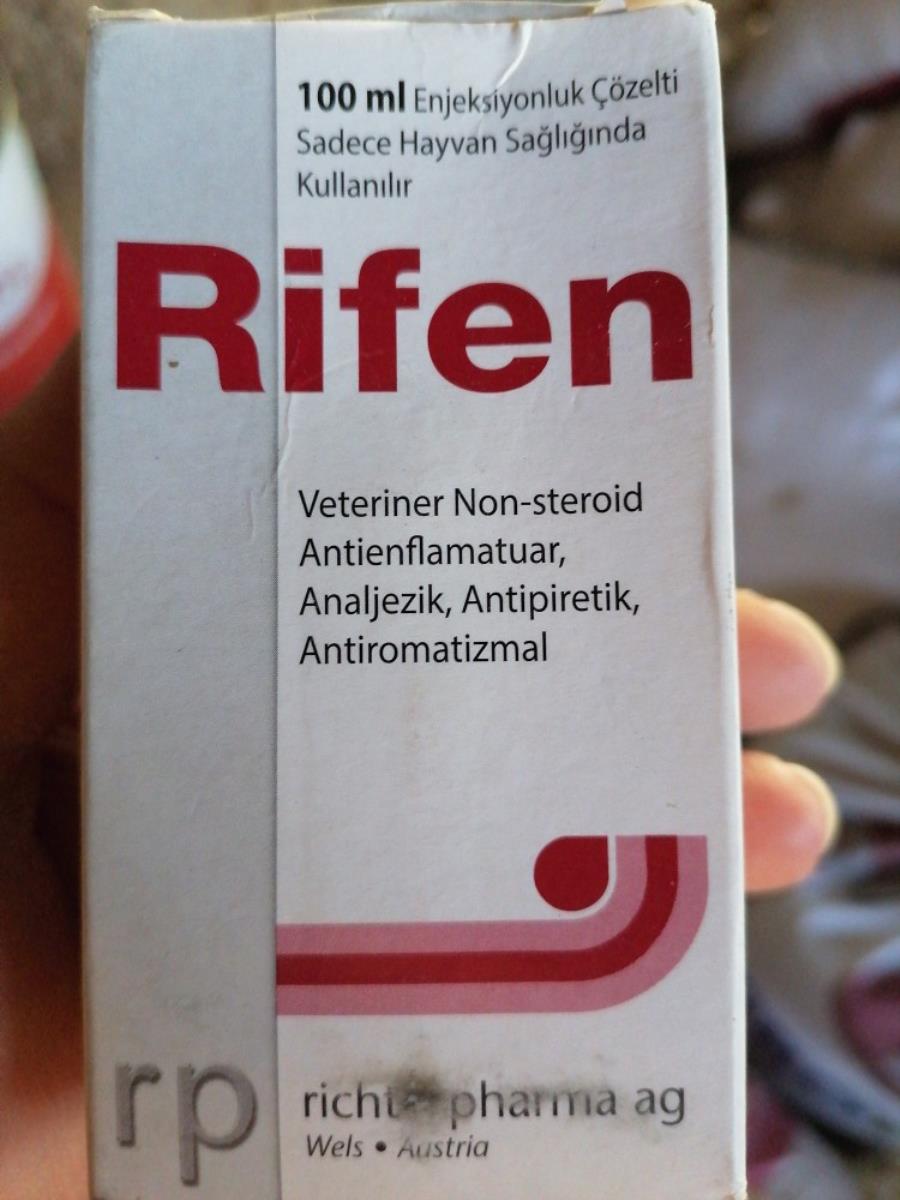 100 ml Enjeksiyonluk Çözelti
Sadece Hayvan Sağlığında
Kullanılır
Rifen
Veteriner Non-steroid
Antienflamatuar,
Analjezik, Antipiretik,
Antiromatizmal
rp
richter pharma ag
Wels • Austria